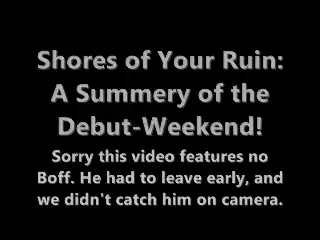 Shores of Your Ruin:
A Summery of the
Debut-Weekend!
Sorry this video features no
Boff. He had to leave early, and
we didn't catch him on camera.